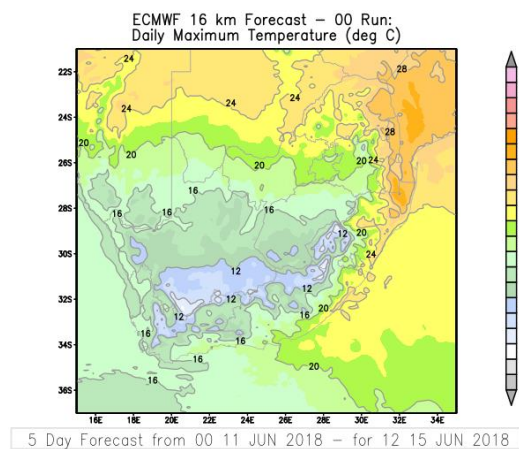 ECMWF 16 km Forecast – 00 Run:
Daily Maximum Temperature (deg C)
24
28
22S
24
24
24
24S
28
20
20
20
20 24
26S
16
16
16
16
28S
12
20
30S
24
12
12
12
32S
12
20
16
16
16
34S
16
20
16
36S
16E 18E 20E 22E 24E 26E 28E 30E 32E 34E
5 Day Forecast from 00 11 JUN 2018 – for 12 15 JUN 2018